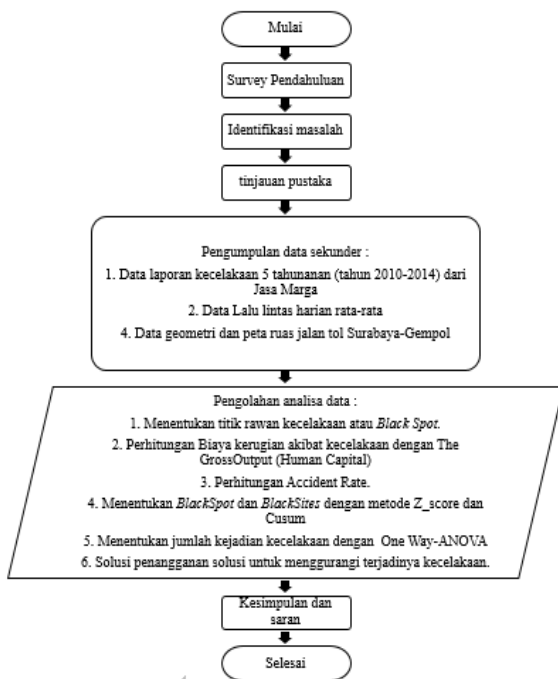 Mulai
Survey Pendahuluan
Identifikasi masalah
tinjauan pustaka
Pengumpulan data sekunder :
1. Data laporan kecelakaan 5 tahunanan (tahun 2010-2014) dari
Jasa Marga
2. Data Lalu lintas harian rata-rata
4. Data geometri dan peta ruas jalan tol Surabaya-Gempol
Pengolahan analisa data :
1. Menentukan titik rawan kecelakaan atau Black Spot.
2. Perhitungan Biaya kerugian akibat kecelakaan dengan The
GrossOutput (Human Capital)
3. Perhitungan Accident Rate.
4. Menentukan BlackSpot dan BlackSites dengan metode Z_score dan
Cusum
5. Menentukan jumlah kejadian kecelakaan dengan One Way-ANOVA
6. Solusi penangganan solusi untuk menggurangi terjadinya kecelakaan.
Kesimpulan dan
saran
Selesai